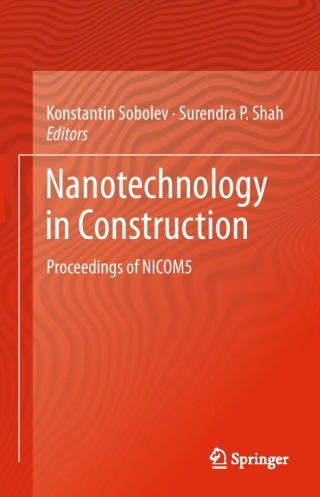 Konstantin Sobolev · Surendra P. Shah
Editors
Nanotechnology
in Construction
Proceedings of NICOM5
Springer